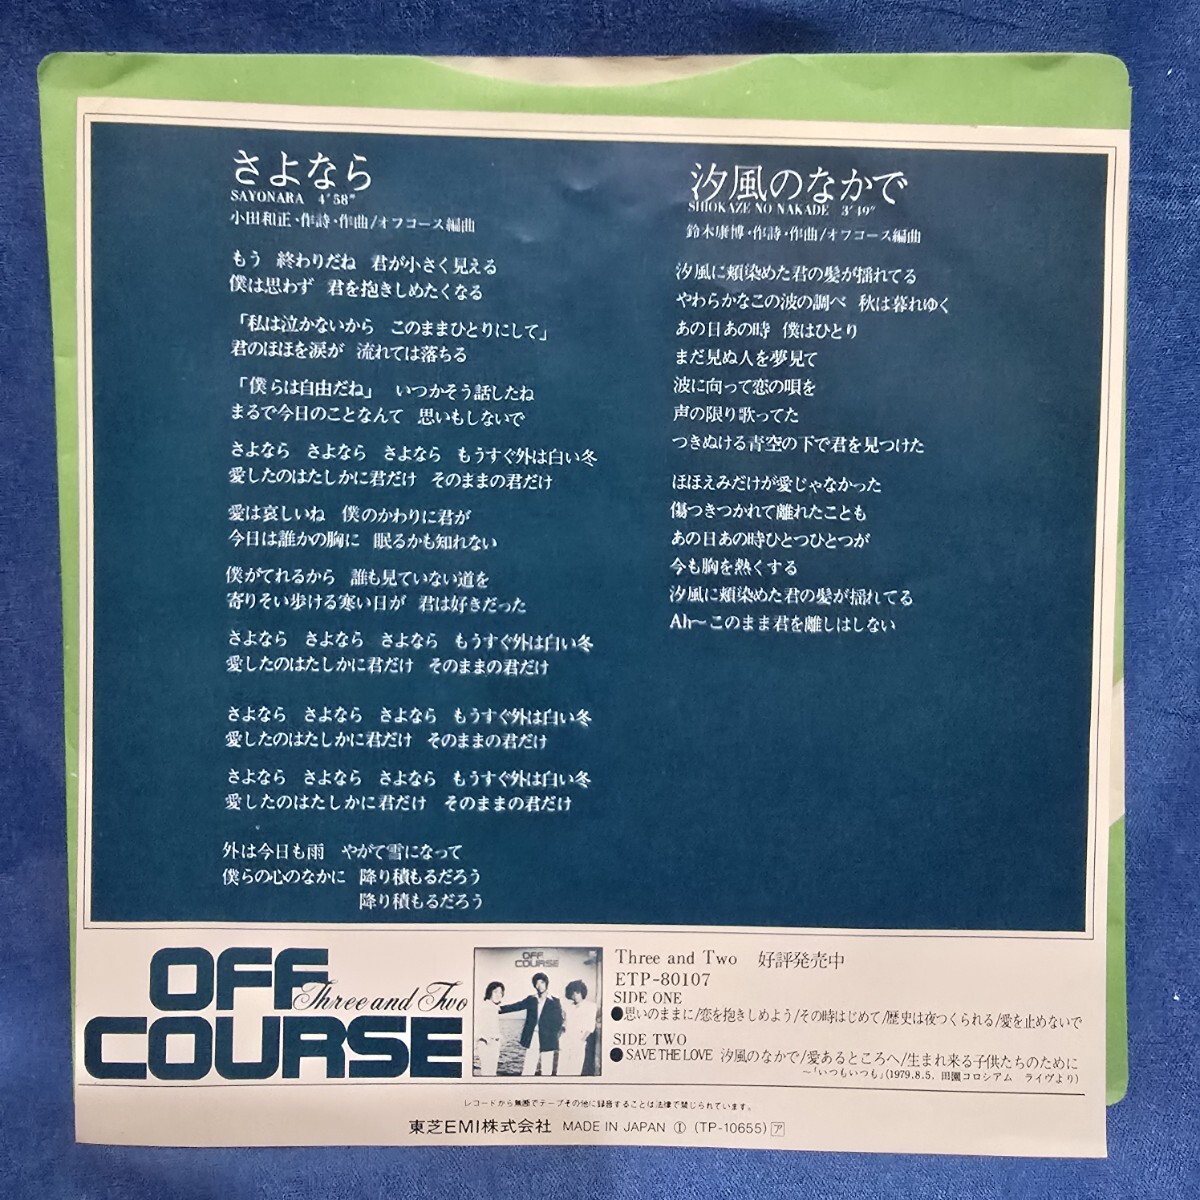 さよなら
SAYONARA 4'58"
小田和正・作詩・作曲/オフコース編曲
もう 終わりだね 君が小さく見える
僕は思わず 君を抱きしめたくなる
「私は泣かないから このままひとりにして」
君のほほを涙が 流れては落ちる
「僕らは自由だね」 いつかそう話したね
まるで今日のことなんて 思いもしないで
さよなら さよなら さよなら もうすぐ外は白い冬
愛したのはたしかに君だけ そのままの君だけ
愛は哀しいね 僕のかわりに君が
今日は誰かの胸に 眠るかも知れない
僕がてれるから 誰も見ていない道を
寄りそい歩ける寒い日が 君は好きだった
さよなら さよなら さよなら もうすぐ外は白い冬
愛したのはたしかに君だけ そのままの君だけ
さよなら さよなら さよなら もうすぐ外は白い冬
愛したのはたしかに君だけ そのままの君だけ
さよなら さよなら さよなら もうすぐ外は白い冬
愛したのはたしかに君だけ そのままの君だけ
外は今日も雨 やがて雪になって
僕らの心のなかに 降り積もるだろう
降り積もるだろう
汐風のなかで
SHIOKAZE NO NAKADE 3'49"
鈴木康博・作詩・作曲/オフコース編曲
汐風に頬染めた君の髪が揺れてる
やわらかなこの波の調べ 秋は暮れゆく
あの日あの時 僕はひとり
まだ見ぬ人を夢見て
波に向って恋の唄を
声の限り歌ってた
つきぬける青空の下で君を見つけた
ほほえみだけが愛じゃなかった
傷つきつかれて離れたことも
あの日あの時ひとつひとつが
今も胸を熱くする
汐風に頬染めた君の髪が揺れてる
Ah〜このまま君を離しはしない
OFF
Three and Two
COURSE
OFF
COURSE
Three and Two 好評発売中
ETP-80107
SIDE ONE
●思いのままに/恋を抱きしめよう/その時はじめて/歴史は夜つくられる/愛を止めないで
SIDE TWO
●SAVE THE LOVE 汐風のなかで/愛あるところへ/生まれ来る子供たちのために
〜「いつもいつも」(1979.8.5. 田園コロシアム ライヴより)
レコードから無断でテープその他に録音することは法律で禁じられています。
東芝EMI株式会社 MADE IN JAPAN ① (TP-10655) ア